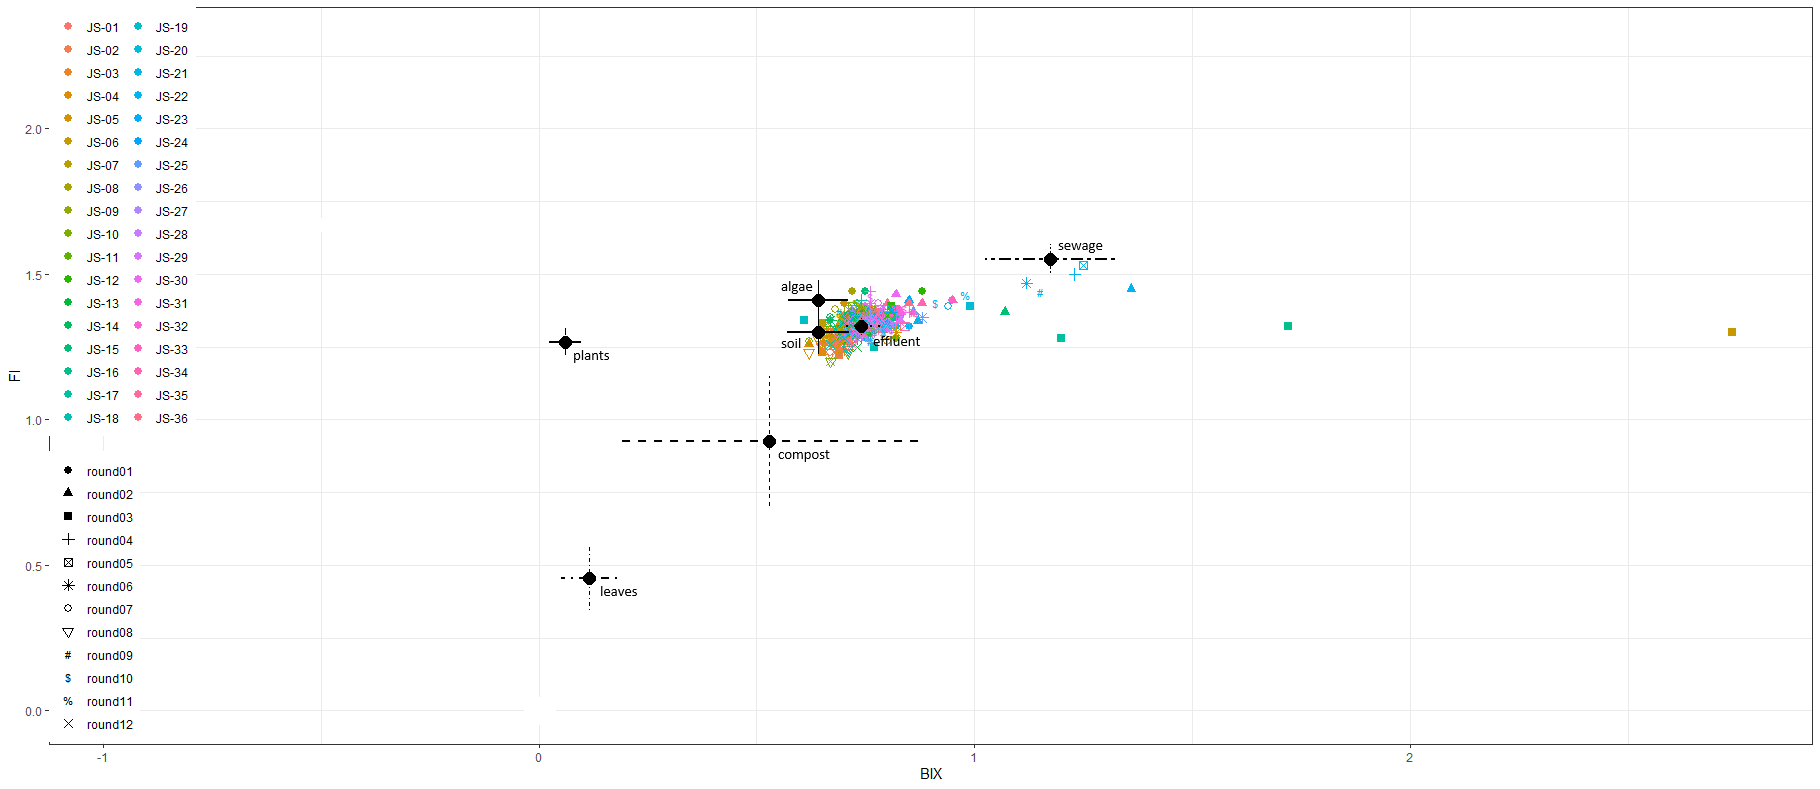 JS-01 JS-19
JS-02 JS-20
JS-03 JS-21
JS-04 JS-22
JS-05 JS-23
JS-06 JS-24
JS-07 JS-25
JS-08 JS-26
JS-09 JS-27
JS-10 JS-28
JS-11 JS-29
JS-12 JS-30
JS-13 JS-31
JS-14 JS-32
JS-15 JS-33
JS-16 JS-34
JS-17 JS-35
JS-18 JS-36
round01
round02
round03
round04
round05
round06
round07
round08
# round09
$ round10
% round11
round12
2.0
1.5
1.0
0.5
0.0
FI
sewage
algae
soil
effluent
plants
compost
leaves
$
%
#
-1
0
1
2
BIX